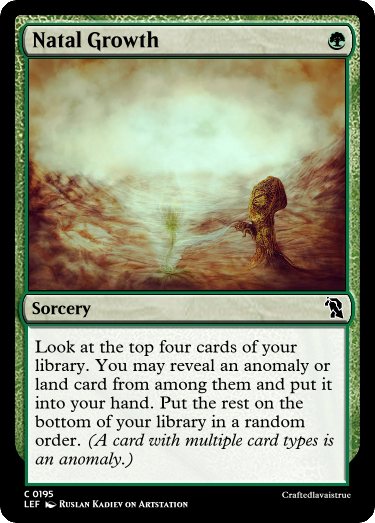 Natal Growth
Sorcery
Look at the top four cards of your
library. You may reveal an anomaly or
land card from among them and put it
into your hand. Put the rest on the
bottom of your library in a random
order. (A card with multiple card types is
an anomaly.)
C 0195
LEF Ruslan Kadiev on Artstation
Craftedlavaistrue